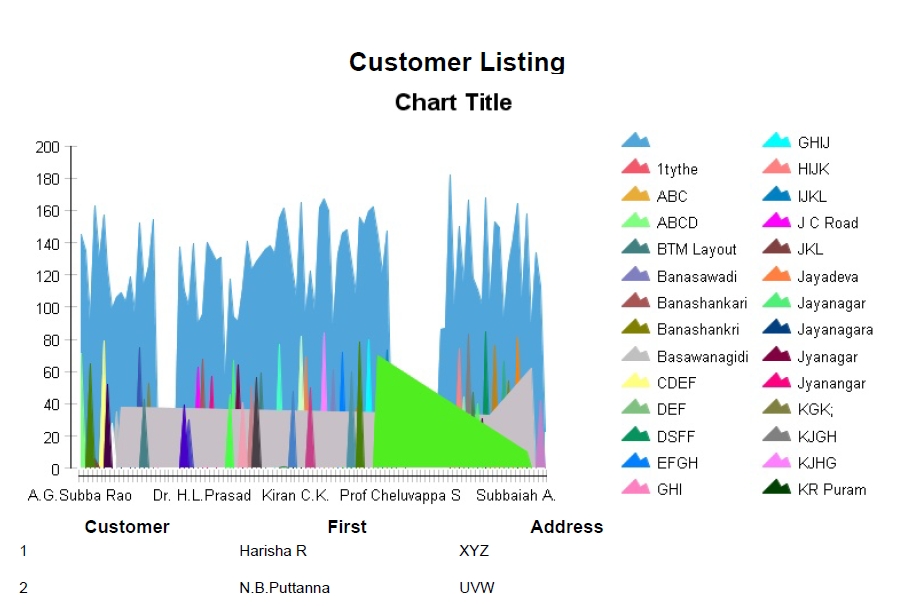 Customer Listing
Chart Title
200
180
160
140
120
100
80
60
40
20
0
A.G.Subba Rao Dr. H.L.Prasad Kiran C.K. Prof Cheluvappa S Subbaiah A.
1tythe
ABC
ABCD
BTM Layout
Banasawadi
Banashankari
Banashankri
Basawanagidi
CDEF
DEF
DSFF
EFGH
GHI
GHIJ
HIJK
IJKL
J C Road
JKL
Jayadeva
Jayanagar
Jayanagara
Jyanagar
Jyanangar
KGK;
KJGH
KJHG
KR Puram
Customer First Address
1 Harisha R XYZ
2 N.B.Puttanna UVW